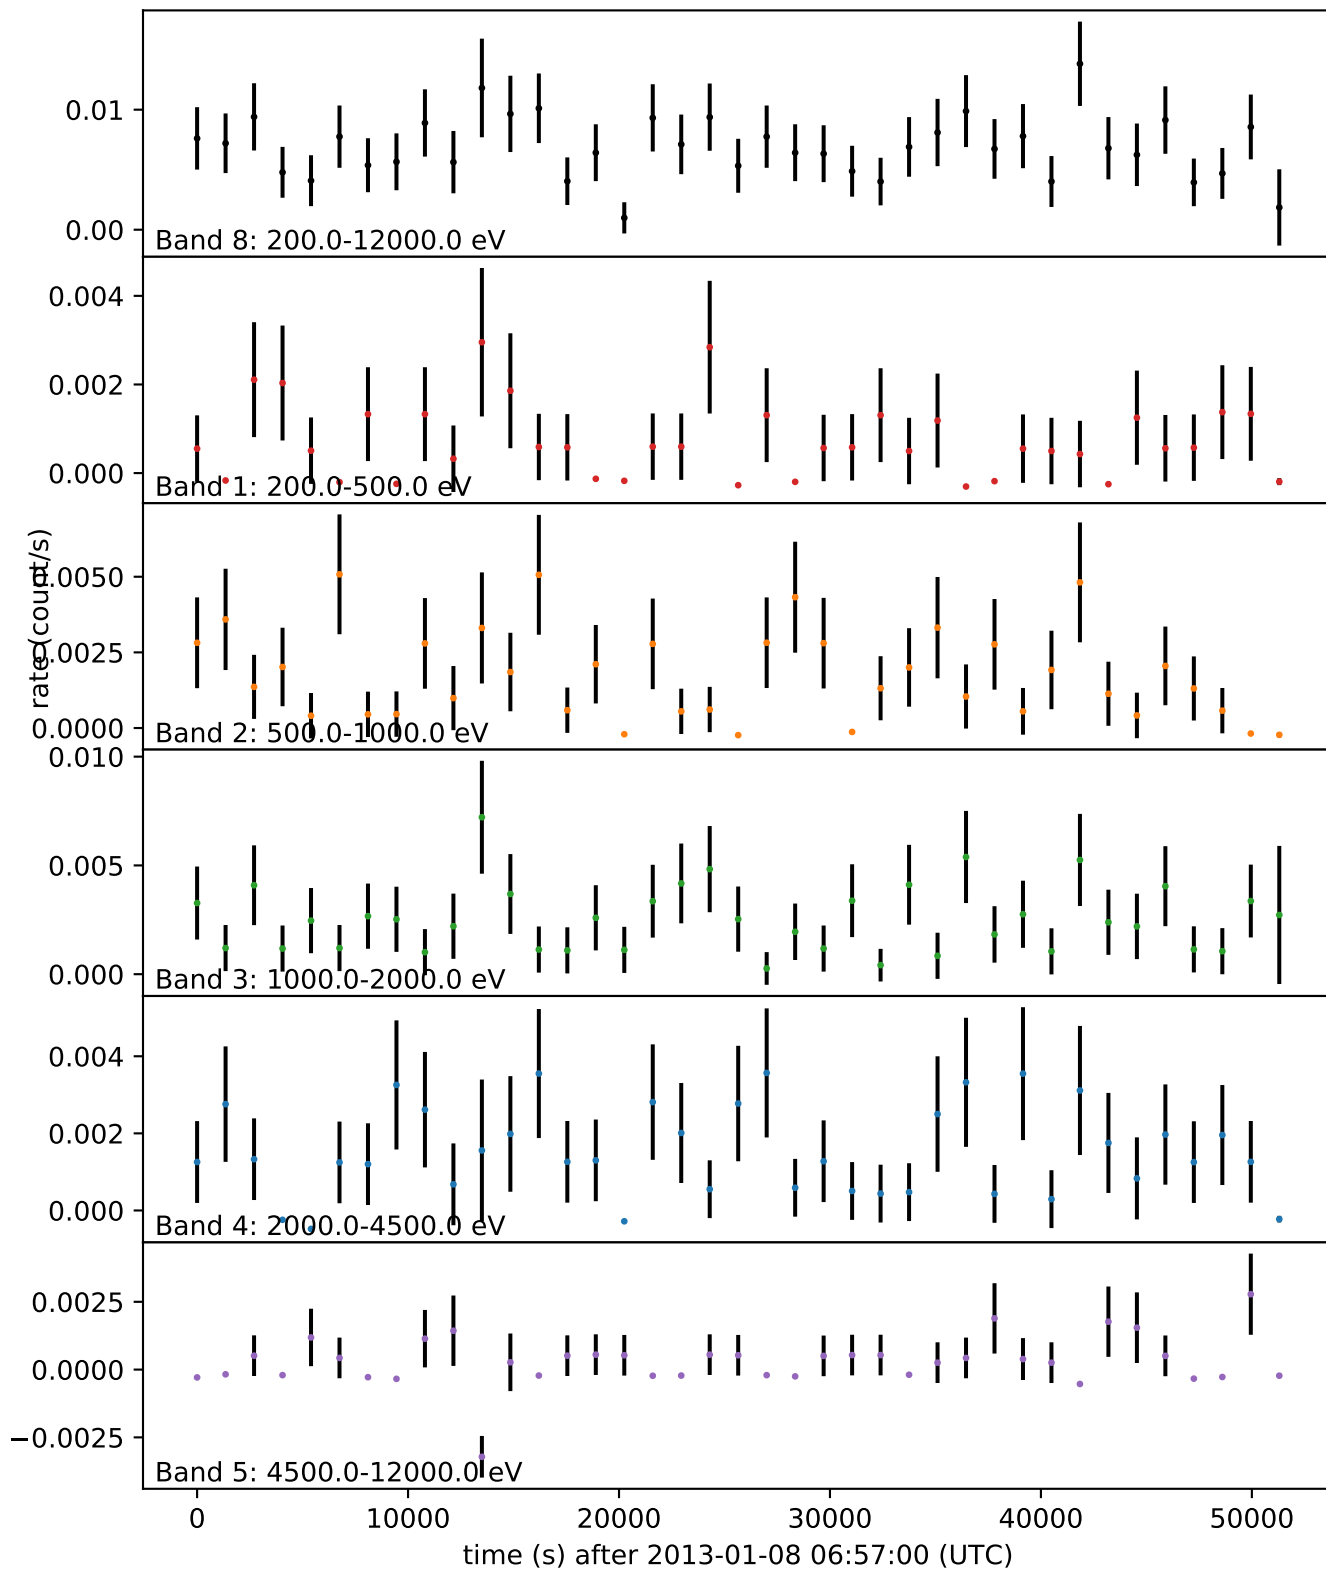 0.01
0.00
Band 8: 200.0-12000.0 eV
0.004
0.002
0.000
Band 1: 200.0-500.0 eV
rate (count/s)
0.0050
0.0025
0.0000
Band 2: 500.0-1000.0 eV
0.010
0.005
0.000
Band 3: 1000.0-2000.0 eV
0.004
0.002
0.000
Band 4: 2000.0-4500.0 eV
0.0025
0.0000
−0.0025
Band 5: 4500.0-12000.0 eV
0 10000 20000 30000 40000 50000
time (s) after 2013-01-08 06:57:00 (UTC)